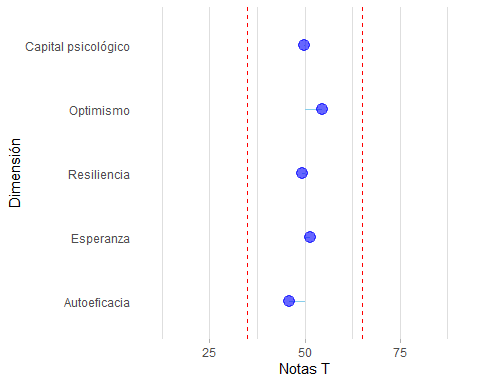 Capital psicológico
Optimismo
Resiliencia
Esperanza
Autoeficacia
Dimensión
25 50 75
Notas T